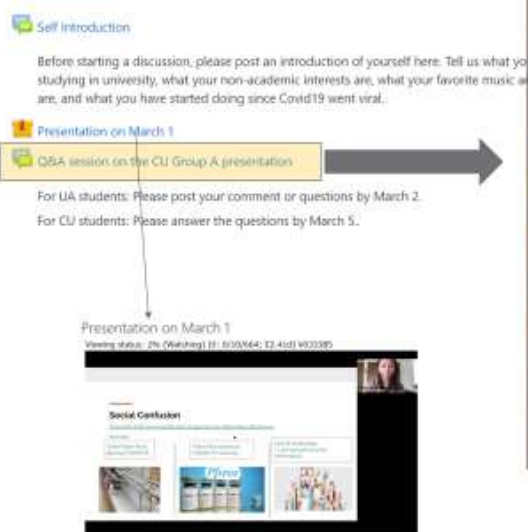 Self Introduction
Before starting a discussion, please post an introduction of yourself here. Tell us what yo
studying in university, what your non-academic interests are, what your favorite music a
are, and what you have started doing since Covid19 went viral.
Presentation on March 1
Q&A session on the CU Group A presentation
For UA students: Please post your comment or questions by March 2.
For CU students: Please answer the questions by March 5.
Presentation on March 1
Viewing status: 2% (Watching)
Social Confusion
Pfizer